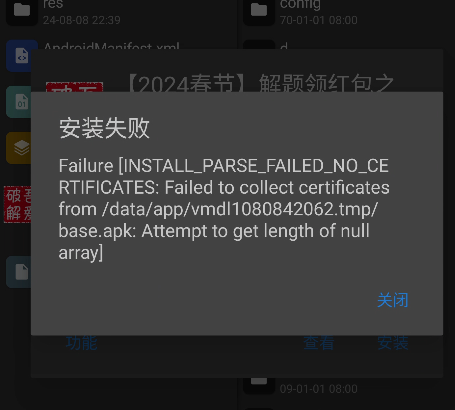 res
24-08-08 22:39
config
70-01-01 08:00
AndroidManifest.xml
d
【2024春节】解题领红包之
安装失败
Failure [INSTALL_PARSE_FAILED_NO_CE
RTIFICATES: Failed to collect certificates
from /data/app/vmdl1080842062.tmp/
base.apk: Attempt to get length of null
array]
关闭
功能
查看
安装
09-01-01 08:00